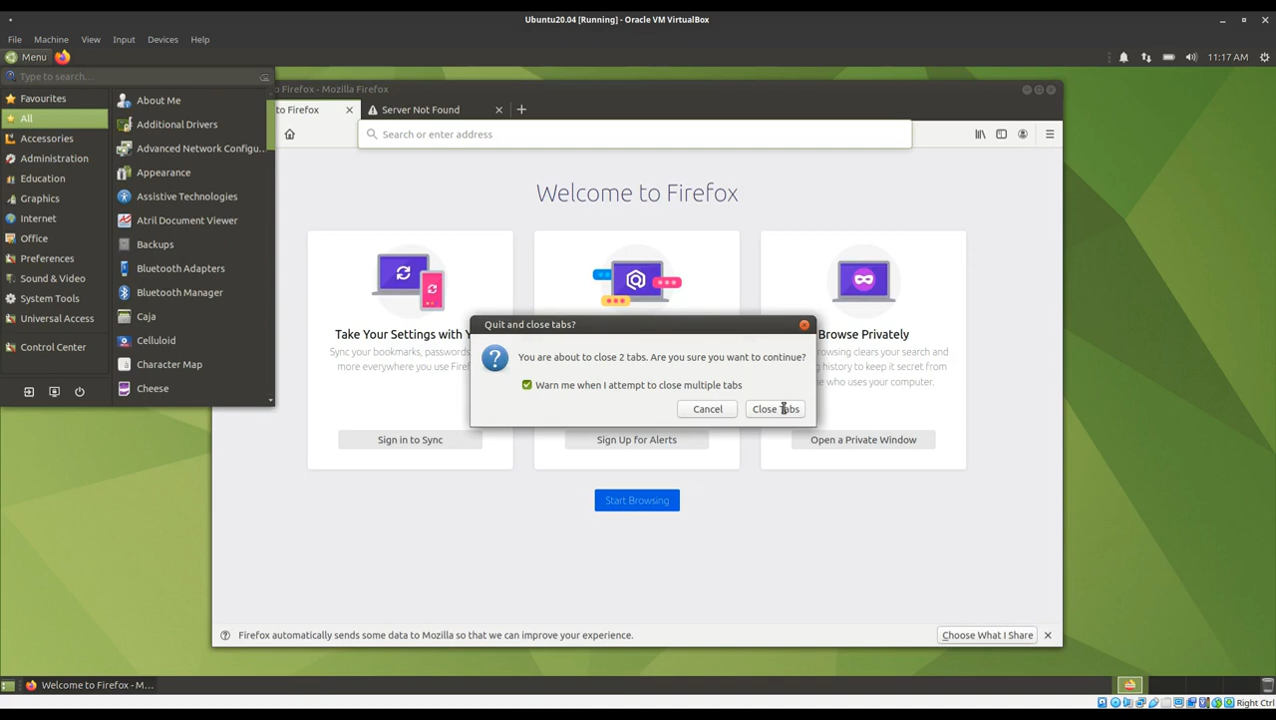 Ubuntu20.04 [Running] - Oracle VM VirtualBox
File Machine View Input Devices Help
Menu
11:17 AM
Type to search...
Favourites
All
Accessories
Administration
Education
Graphics
Internet
Office
Preferences
Sound & Video
System Tools
Universal Access
Control Center
About Me
Additional Drivers
Advanced Network Configu...
Appearance
Assistive Technologies
Atril Document Viewer
Backups
Bluetooth Adapters
Bluetooth Manager
Caja
Celluloid
Character Map
Cheese
to Firefox - Mozilla Firefox
to Firefox
Server Not Found
Search or enter address
Welcome to Firefox
Take Your Settings with Y
Sync your bookmarks, passwords
more everywhere you use Firef
Sign in to Sync
Sign Up for Alerts
Browse Privately
browsing clears your search and
history to keep it secret from
ne who uses your computer.
Open a Private Window
Quit and close tabs?
You are about to close 2 tabs. Are you sure you want to continue?
Warn me when I attempt to close multiple tabs
Cancel
Close Tabs
Start Browsing
Firefox automatically sends some data to Mozilla so that we can improve your experience.
Choose What I Share
Welcome to Firefox - M...
Right Ctrl